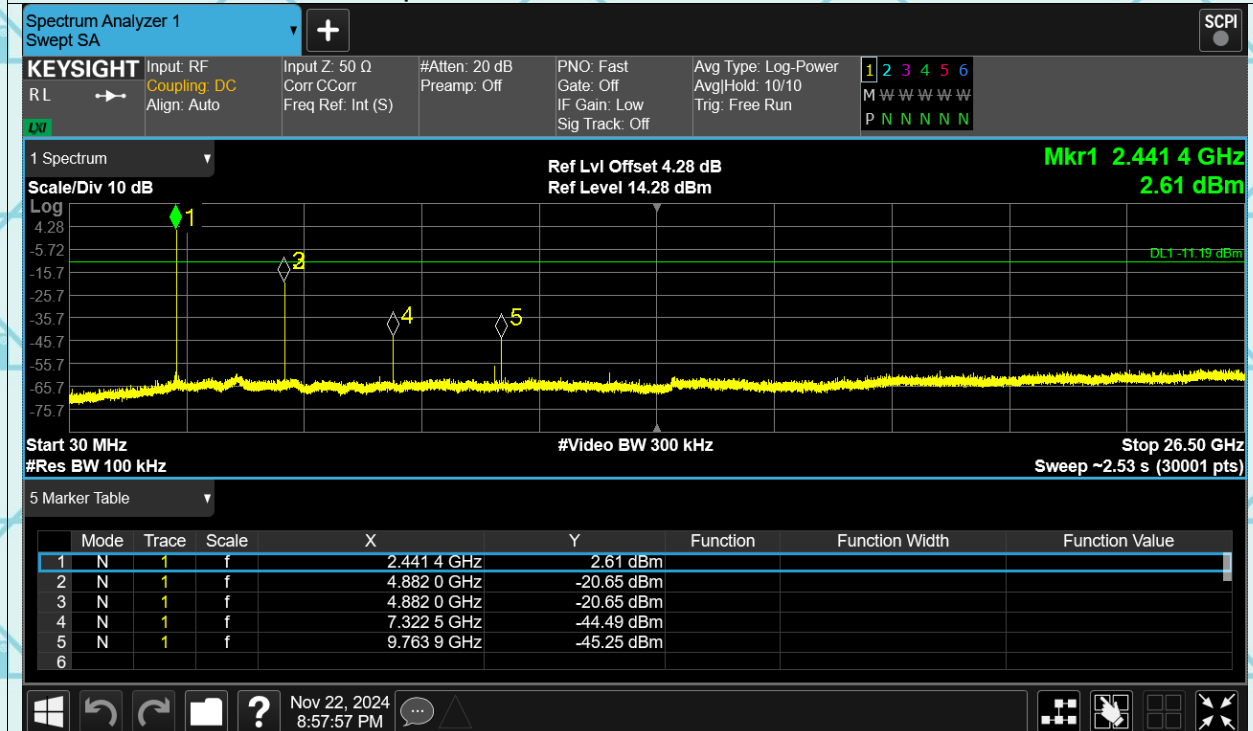 Spectrum Analyzer 1
Swept SA
+
SCPI
KEYSIGHT
RL
LXI
Input: RF
Coupling: DC
Align: Auto
Input Z: 50 Ω
Corr CCorr
Freq Ref: Int (S)
#Atten: 20 dB
Preamp: Off
PNO: Fast
Gate: Off
IF Gain: Low
Sig Track: Off
Avg Type: Log-Power
Avg|Hold: 10/10
Trig: Free Run
1 2 3 4 5 6
M W W W W W
P N N N N N
1 Spectrum
Scale/Div 10 dB
Ref Lvl Offset 4.28 dB
Ref Level 14.28 dBm
Mkr1 2.441 4 GHz
2.61 dBm
Log
4.28
-5.72
-15.7
-25.7
-35.7
-45.7
-55.7
-65.7
-75.7
1
3
4
5
DL1 -11.19 dBm
Start 30 MHz
#Video BW 300 kHz
Stop 26.50 GHz
#Res BW 100 kHz
Sweep ~2.53 s (30001 pts)
5 Marker Table
Mode Trace Scale X Y Function Function Width Function Value
1 N 1 f 2.441 4 GHz 2.61 dBm
2 N 1 f 4.882 0 GHz -20.65 dBm
3 N 1 f 4.882 0 GHz -20.65 dBm
4 N 1 f 7.322 5 GHz -44.49 dBm
5 N 1 f 9.763 9 GHz -45.25 dBm
6
?
Nov 22, 2024
8:57:57 PM